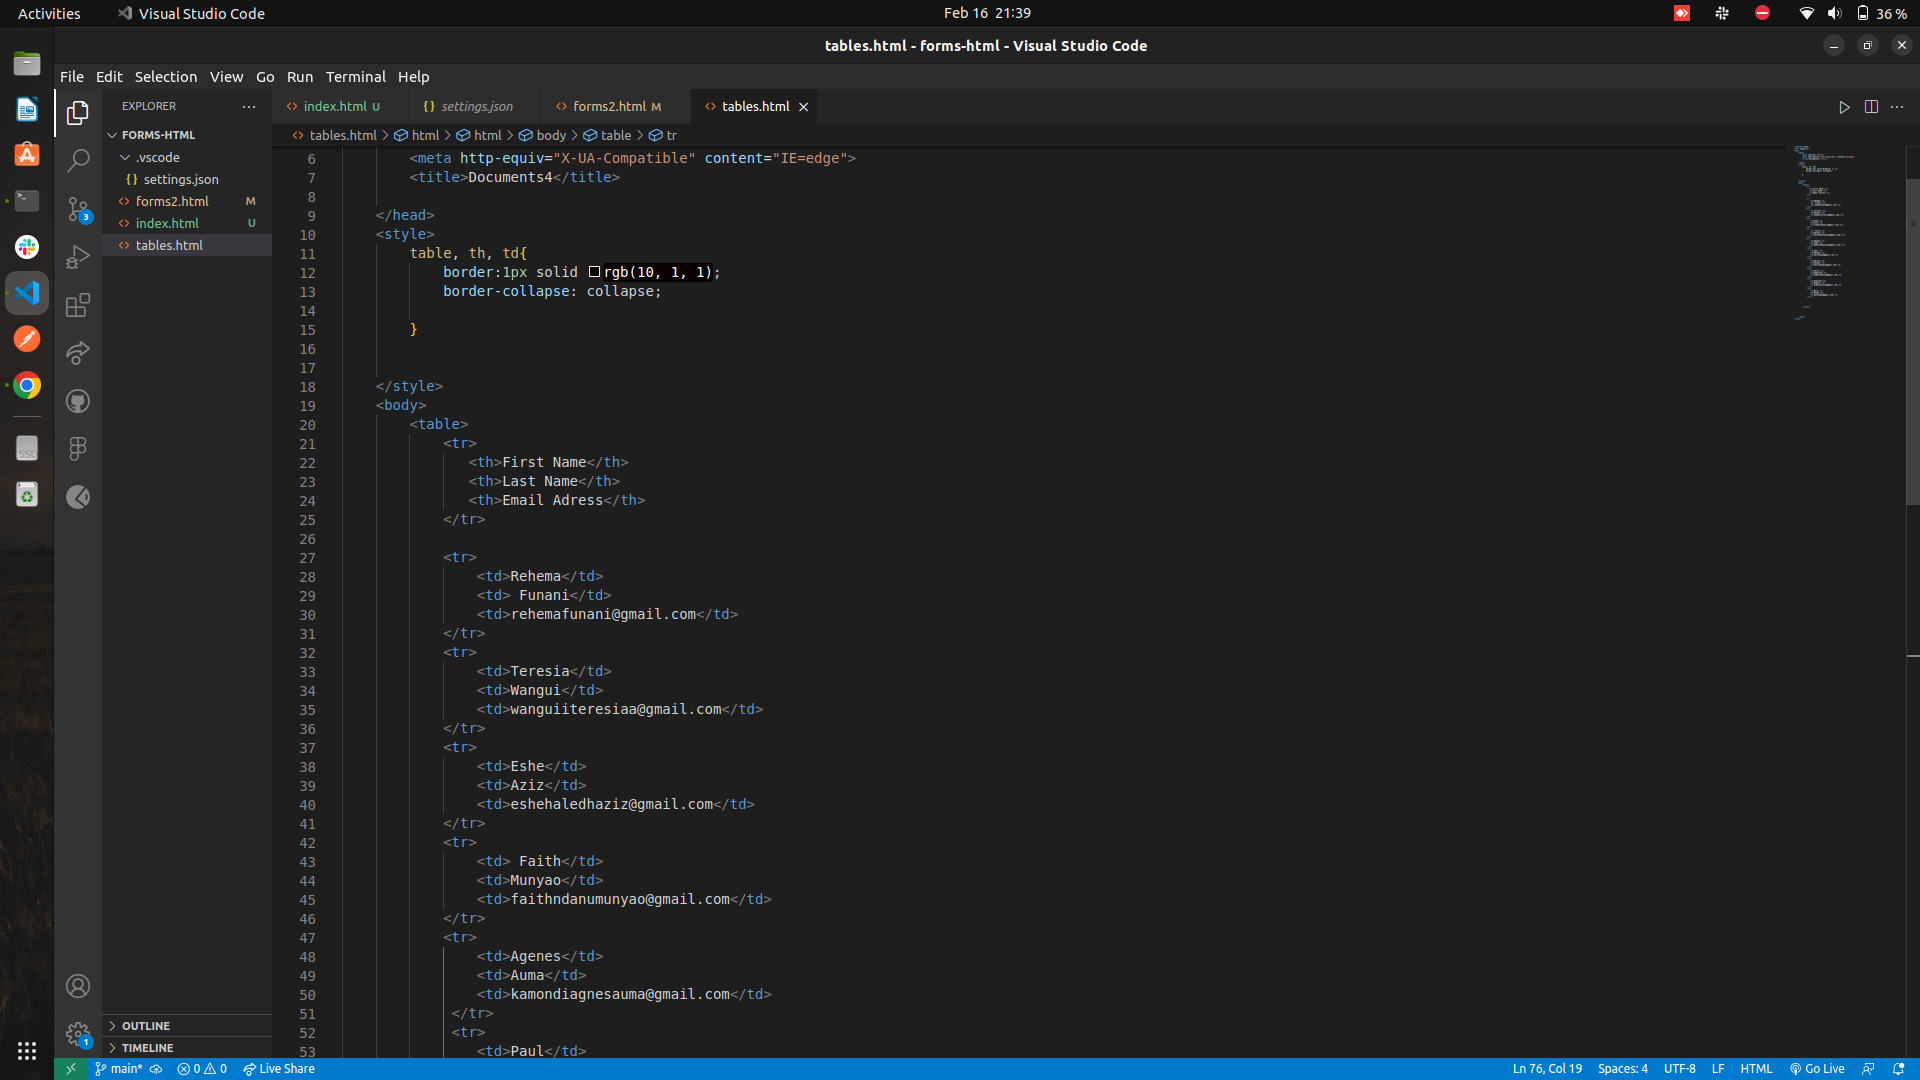 Activities Visual Studio Code Feb 16 21:39 36 %
tables.html - forms-html - Visual Studio Code
File Edit Selection View Go Run Terminal Help
EXPLORER ··· index.html U {} settings.json forms2.html M tables.html
FORMS-HTML tables.html > html > html > body > table > tr
.vscode
{} settings.json
forms2.html M
index.html U
tables.html
3
6 <meta http-equiv="X-UA-Compatible" content="IE=edge">
7 <title>Documents4</title>
8
9 </head>
10 <style>
11 table, th, td{
12 border:1px solid rgb(10, 1, 1);
13 border-collapse: collapse;
14
15 }
16
17
18 </style>
19 <body>
20 <table>
21 <tr>
22 <th>First Name</th>
23 <th>Last Name</th>
24 <th>Email Adress</th>
25 </tr>
26
27 <tr>
28 <td>Rehema</td>
29 <td> Funani</td>
30 <td>rehemafunani@gmail.com</td>
31 </tr>
32 <tr>
33 <td>Teresia</td>
34 <td>Wangui</td>
35 <td>wanguiiteresiaa@gmail.com</td>
36 </tr>
37 <tr>
38 <td>Eshe</td>
39 <td>Aziz</td>
40 <td>eshehaledhaziz@gmail.com</td>
41 </tr>
42 <tr>
43 <td> Faith</td>
44 <td>Munyao</td>
45 <td>faithndanumunyao@gmail.com</td>
46 </tr>
47 <tr>
48 <td>Agenes</td>
49 <td>Auma</td>
50 <td>kamondiagnesauma@gmail.com</td>
51 </tr>
52 <tr>
53 <td>Paul</td>
SSD
OUTLINE
1
TIMELINE
main* 0 0 Live Share Ln 76, Col 19 Spaces: 4 UTF-8 LF HTML Go Live